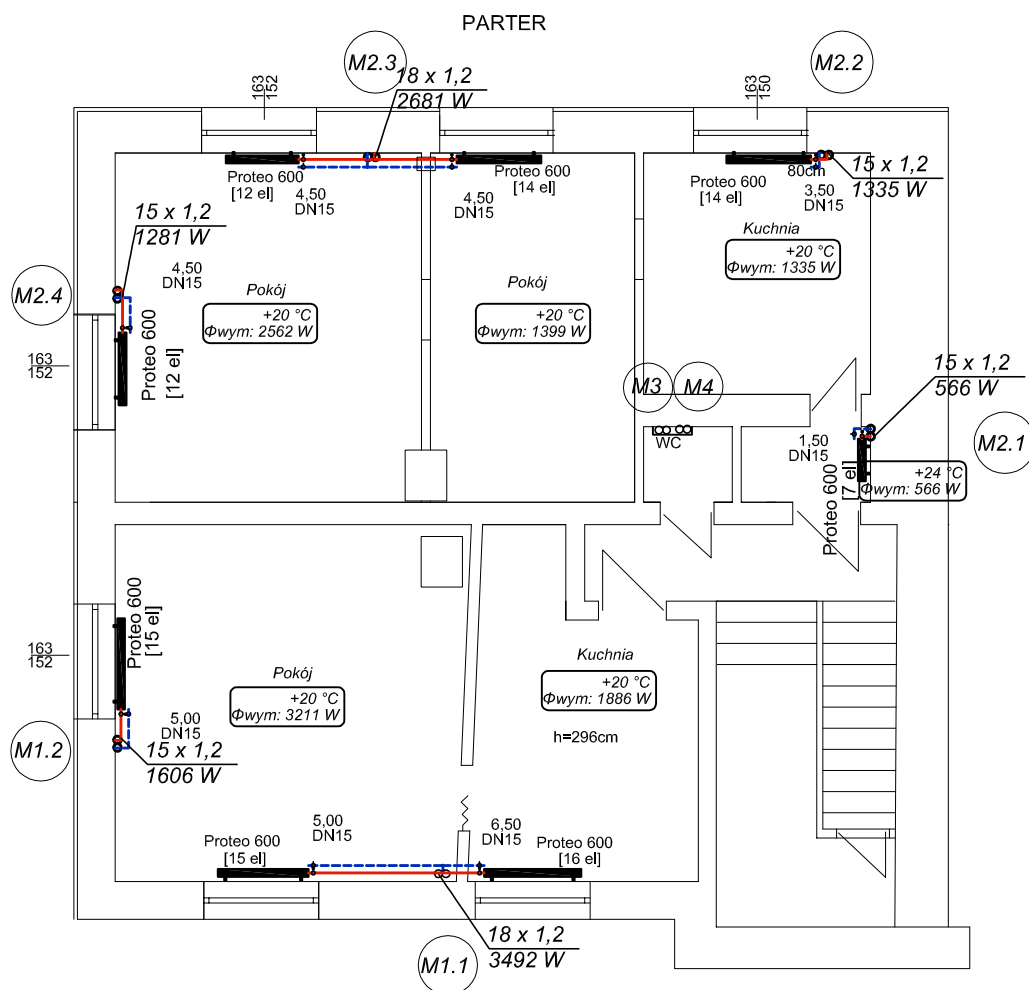 PARTER
M2.3
18 x 1,2
2681 W
M2.2
163
152
163
150
15 x 1,2
1335 W
Proteo 600
[12 el]
4,50
DN15
Proteo 600
[14 el]
4,50
DN15
80cm
Proteo 600
[14 el]
3,50
DN15
15 x 1,2
1281 W
M2.4
4,50
DN15
Pokój
+20 °C
Φwym: 2562 W
Pokój
+20 °C
Φwym: 1399 W
Kuchnia
+20 °C
Φwym: 1335 W
163
152
Proteo 600
[12 el]
M3
M4
WC
15 x 1,2
566 W
M2.1
1,50
DN15
Proteo 600
[7 el]
+24 °C
Φwym: 566 W
Proteo 600
[15 el]
163
152
Pokój
+20 °C
Φwym: 3211 W
Kuchnia
+20 °C
Φwym: 1886 W
h=296cm
M1.2
5,00
DN15
15 x 1,2
1606 W
Proteo 600
[15 el]
5,00
DN15
6,50
DN15
Proteo 600
[16 el]
M1.1
18 x 1,2
3492 W